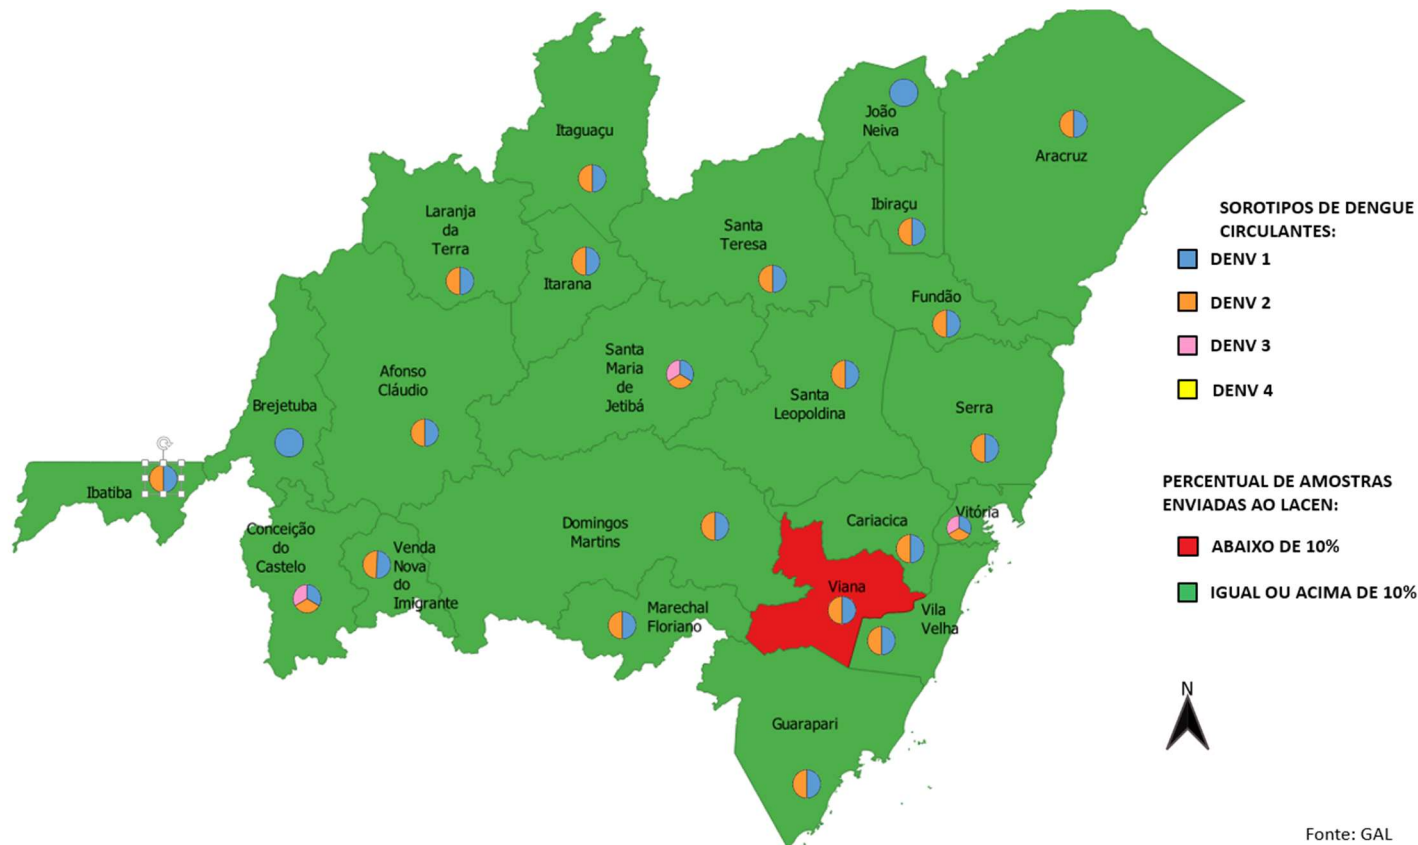 Itaguaçu
João
Neiva
Aracruz
Laranja
da
Terra
Ibiraçu
Santa
Teresa
Itarana
Fundão
Santa
Maria
de
Jetibá
Afonso
Cláudio
Santa
Leopoldina
Brejetuba
Serra
Ibatiba
Conceição
do
Castelo
Venda
Nova
do
Imigrante
Domingos
Martins
Cariacica
Vitória
Viana
Vila
Velha
Marechal
Floriano
Guarapari
SOROTIPOS DE DENGUE
CIRCULANTES:
DENV 1
DENV 2
DENV 3
DENV 4
PERCENTUAL DE AMOSTRAS
ENVIADAS AO LACEN:
ABAIXO DE 10%
IGUAL OU ACIMA DE 10%
N
Fonte: GAL